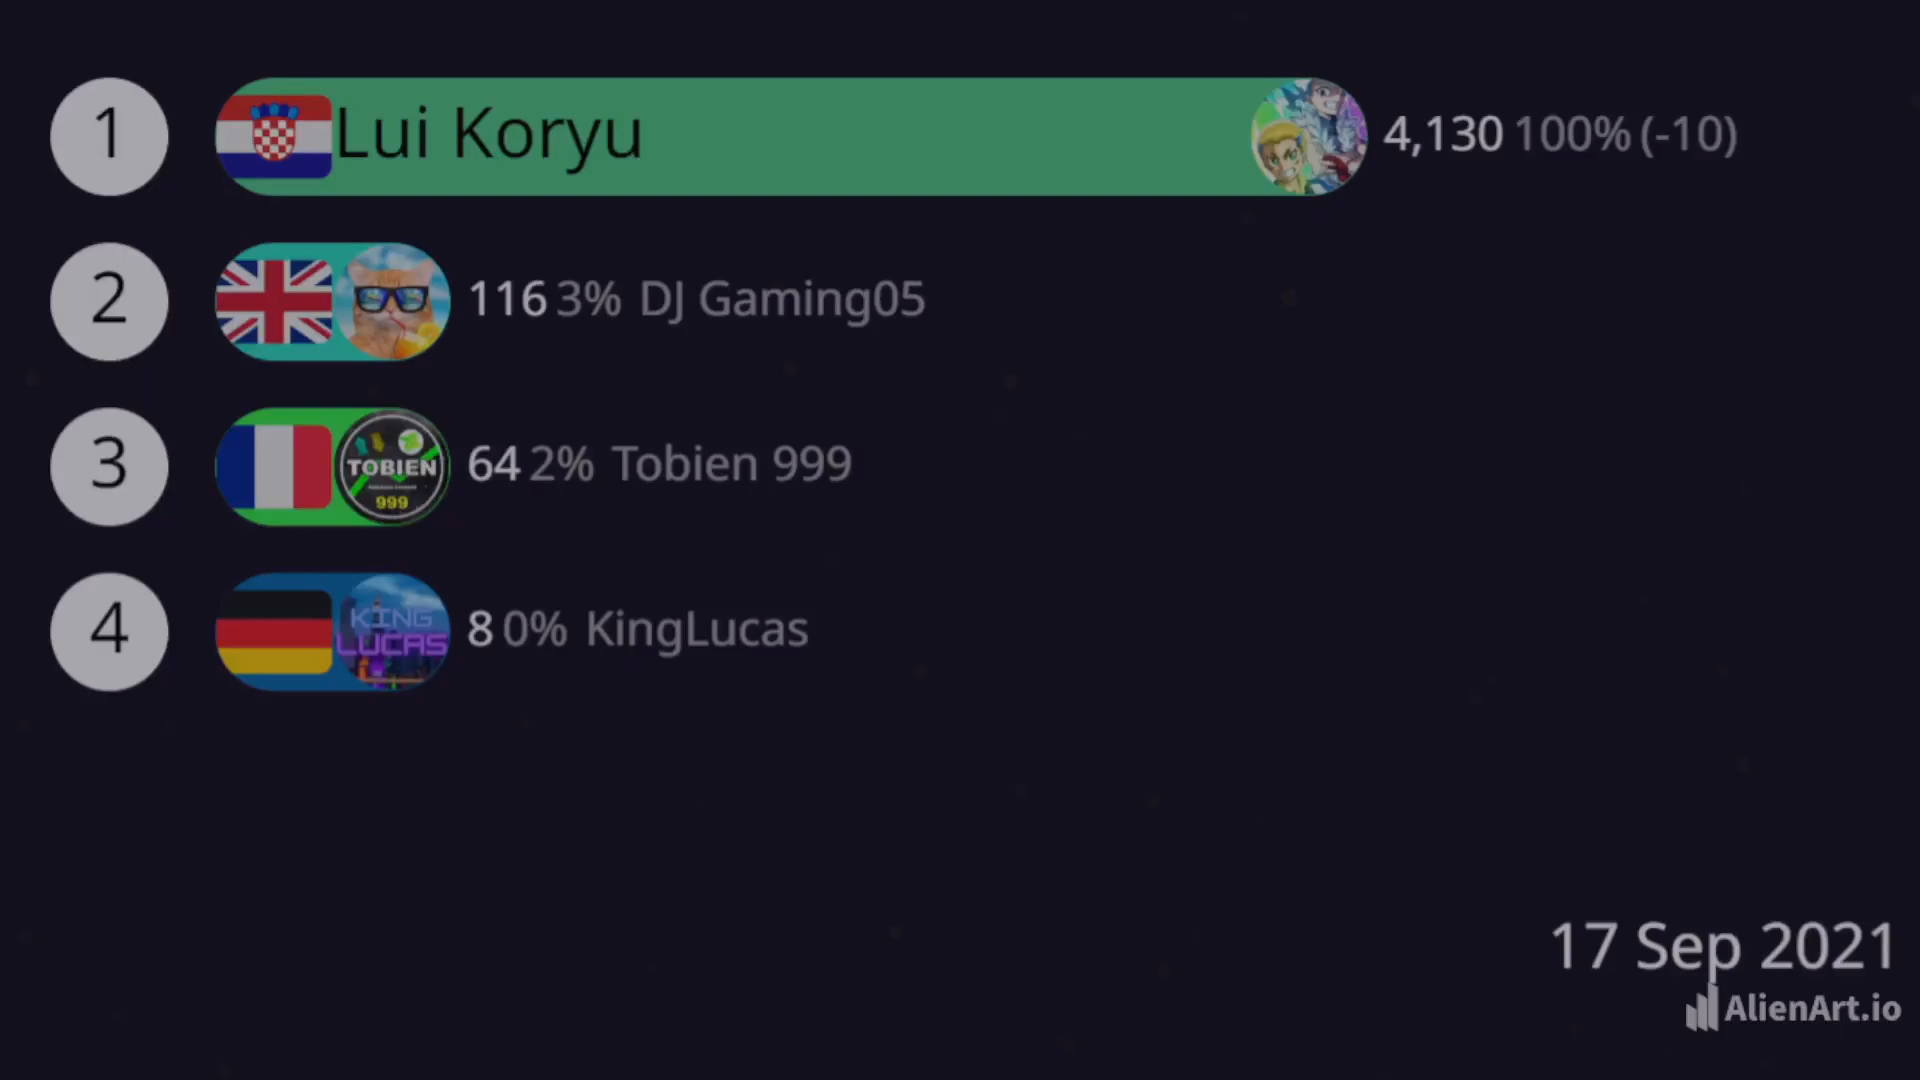 1 Lui Koryu 4,130 100% (-10)
2 116 3% DJ Gaming05
3 TOBIEN 999 64 2% Tobien 999
4 KING LUCAS 8 0% KingLucas
17 Sep 2021
AlienArt.io